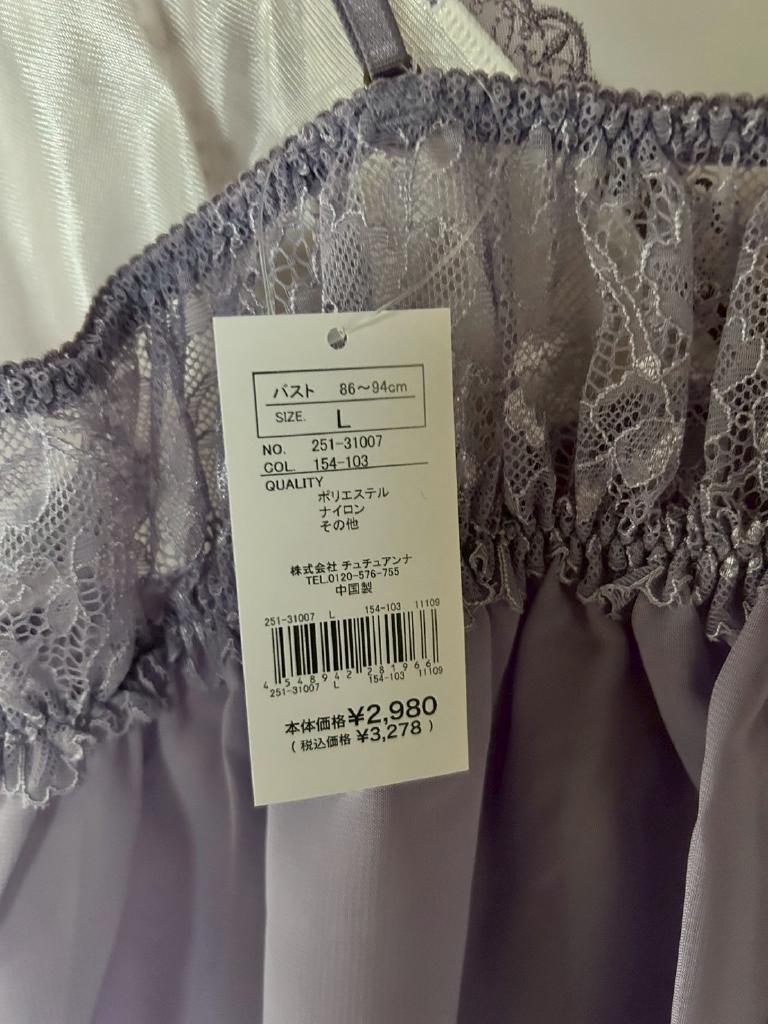 バスト 86～94cm
SIZE. L
NO. 251-31007
COL. 154-103
QUALITY
ポリエステル
ナイロン
その他
株式会社 チュチュアンナ
TEL.0120-576-755
中国製
251-31007 L 154-103 11109
4 548942 281966
251-31007 L 154-103 11109
本体価格¥2,980
( 税込価格 ¥3,278 )